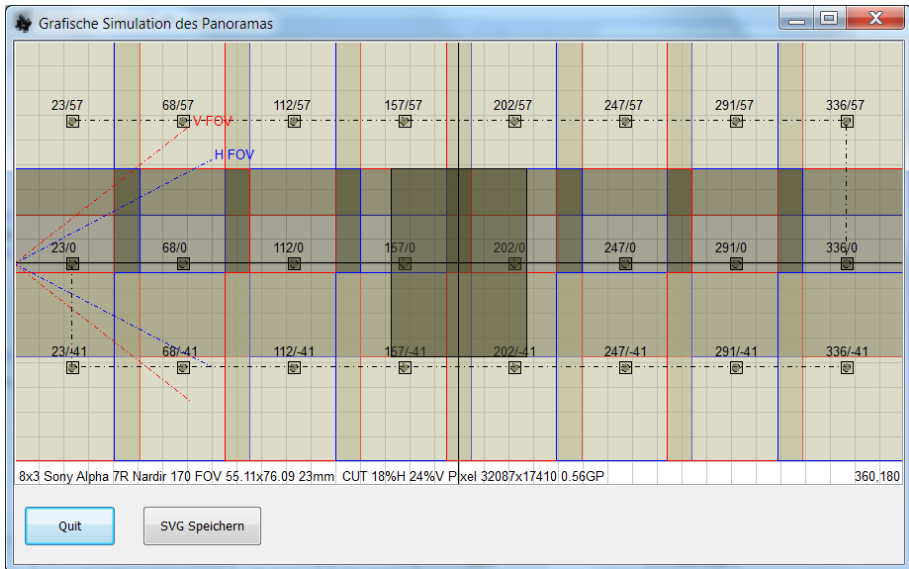 Grafische Simulation des Panoramas
23/57 68/57 112/57 157/57 202/57 247/57 291/57 336/57
V FOV
H FOV
23/0 68/0 112/0 157/0 202/0 247/0 291/0 336/0
23/-41 68/-41 112/-41 157/-41 202/-41 247/-41 291/-41 336/-41
8x3 Sony Alpha 7R Nardir 170 FOV 55.11x76.09 23mm CUT 18%H 24%V Pixel 32087x17410 0.56GP 360,180
Quit SVG Speichern